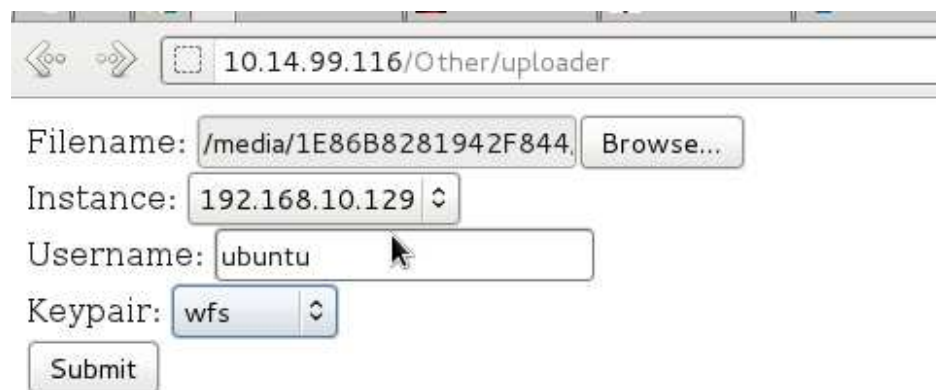 10.14.99.116/Other/uploader
Filename: /media/1E86B8281942F844, Browse...
Instance: 192.168.10.129
Username: ubuntu
Keypair: wfs
Submit